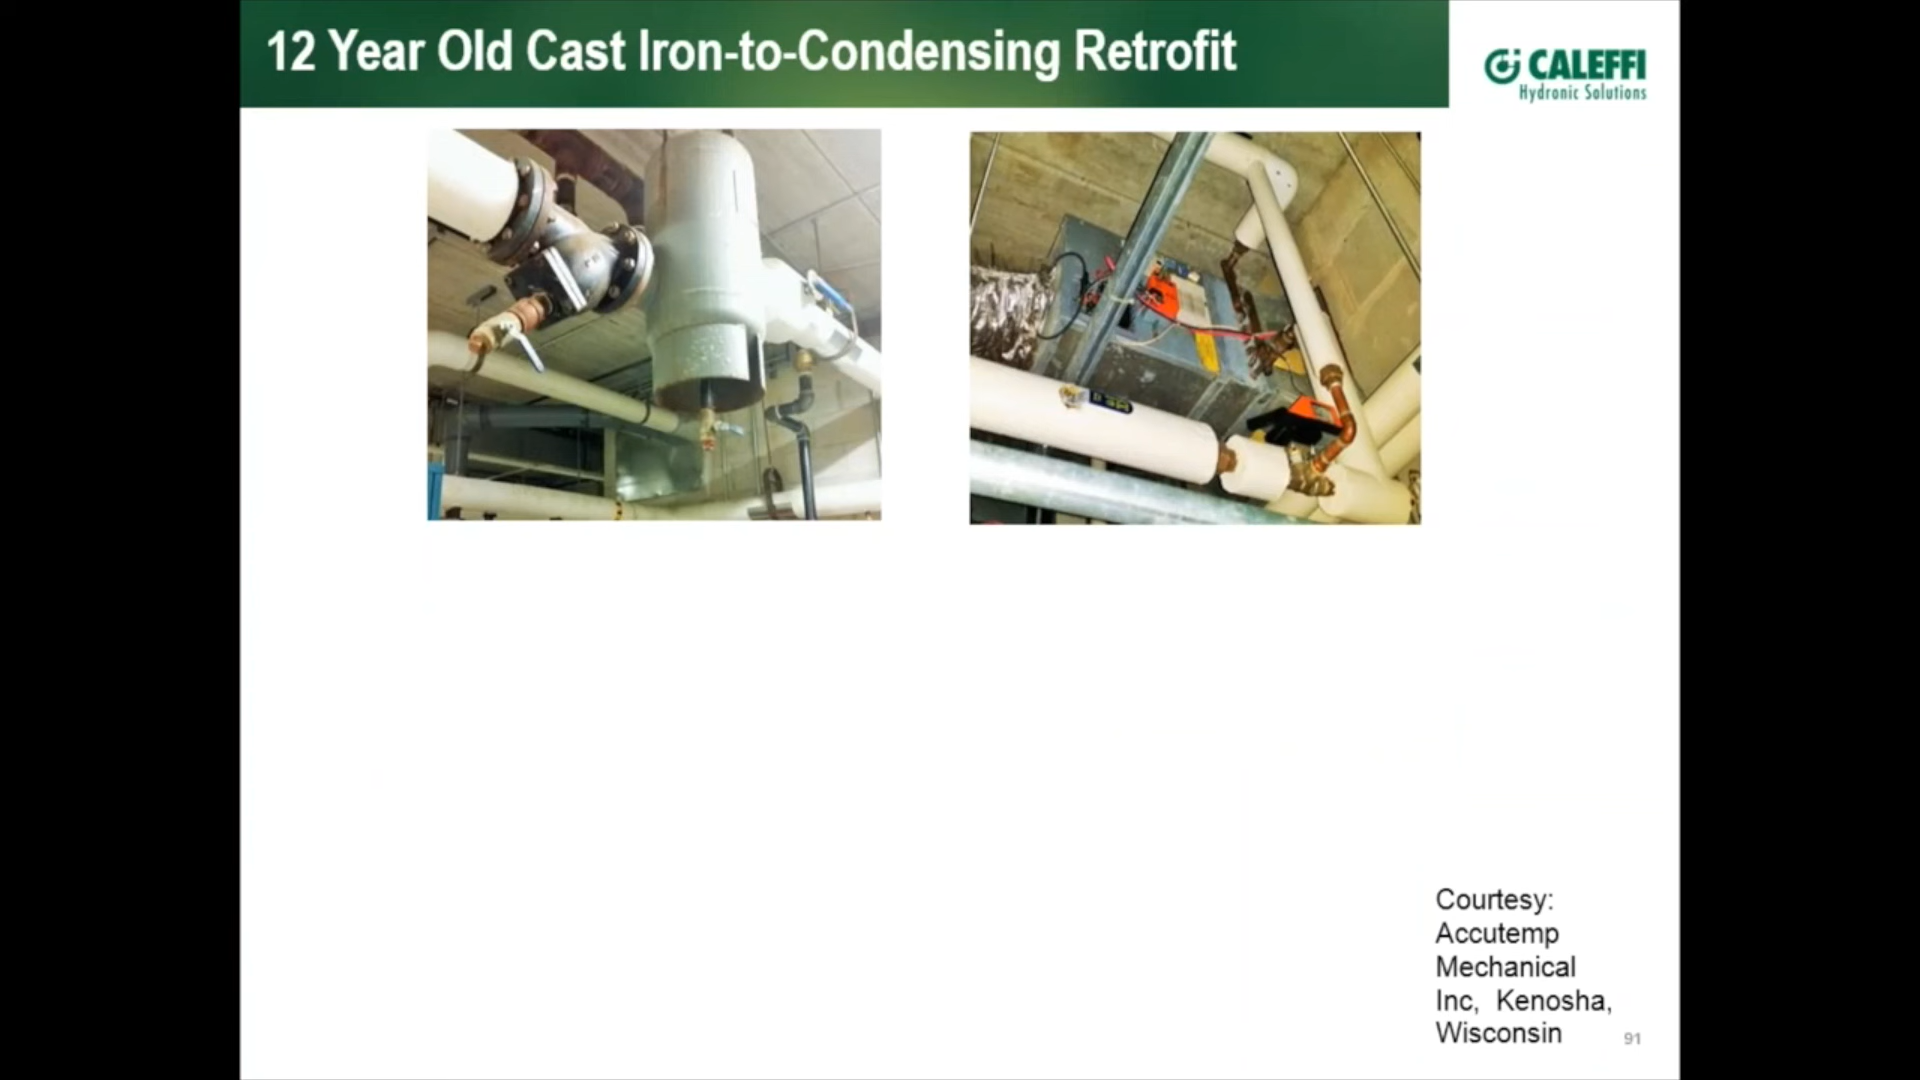 12 Year Old Cast Iron-to-Condensing Retrofit
CALEFFI
Hydronic Solutions
Courtesy:
Accutemp
Mechanical
Inc, Kenosha,
Wisconsin
91